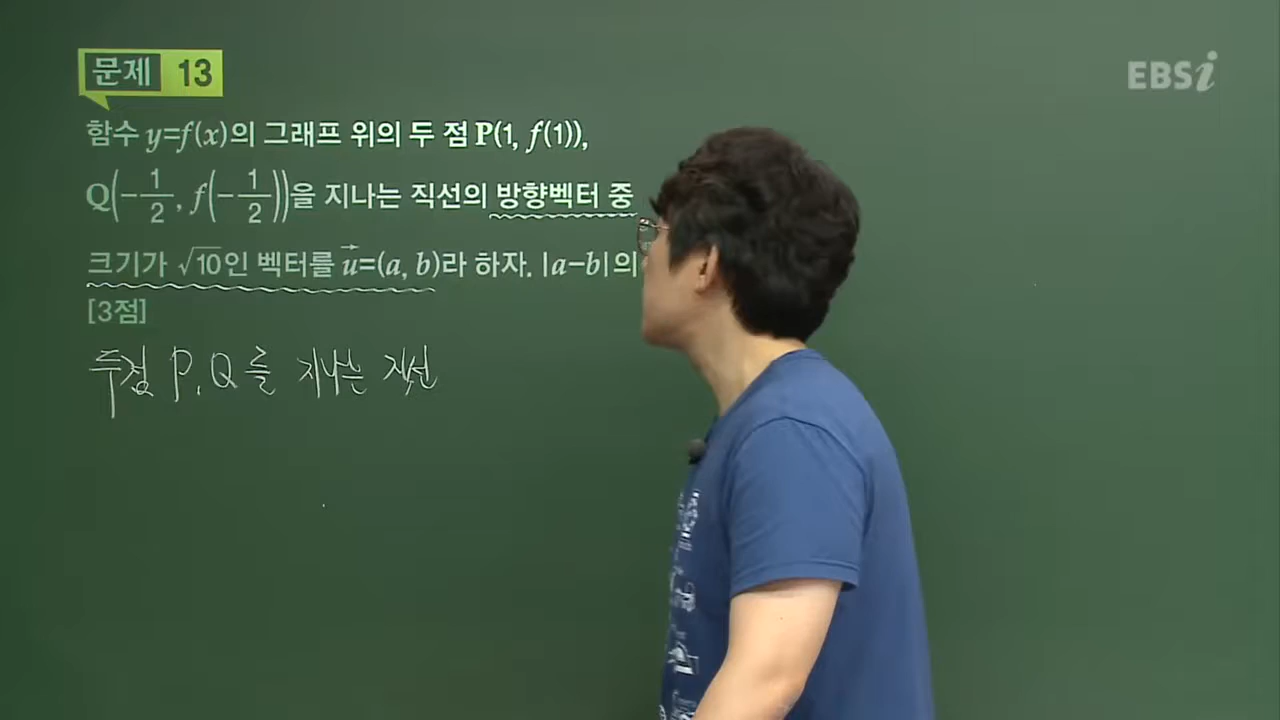 문제 13
EBSi
함수 y=f(x)의 그래프 위의 두 점 P(1, f(1)),
Q(-1/2, f(-1/2))을 지나는 직선의 방향벡터 중
크기가 √10인 벡터를 u⃗=(a, b)라 하자. |a-b|의
[3점]
두점 P, Q를 지나는 직선